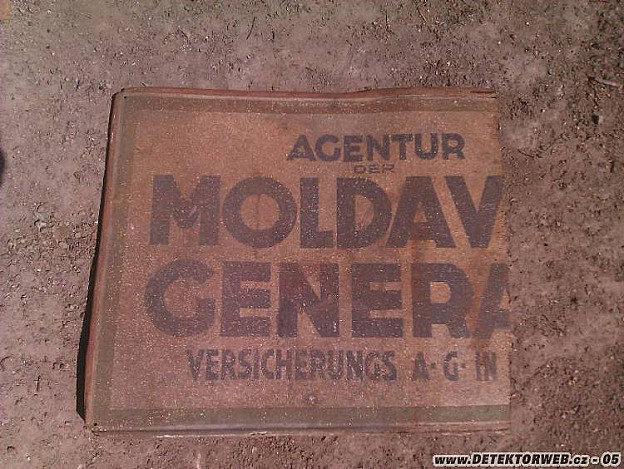 AGENTUR
DER
MOLDAV
GENERA
VERSICHERUNGS A·G·IN
www.DETEKTORWEB.cz - 05